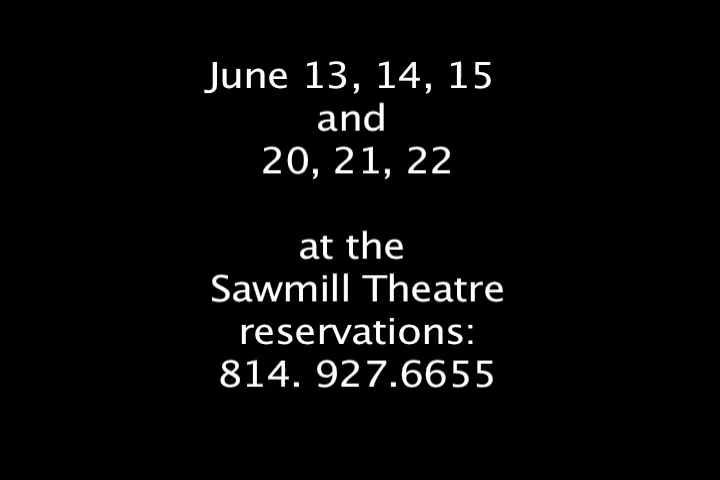 June 13, 14, 15
and
20, 21, 22
at the
Sawmill Theatre
reservations:
814. 927.6655